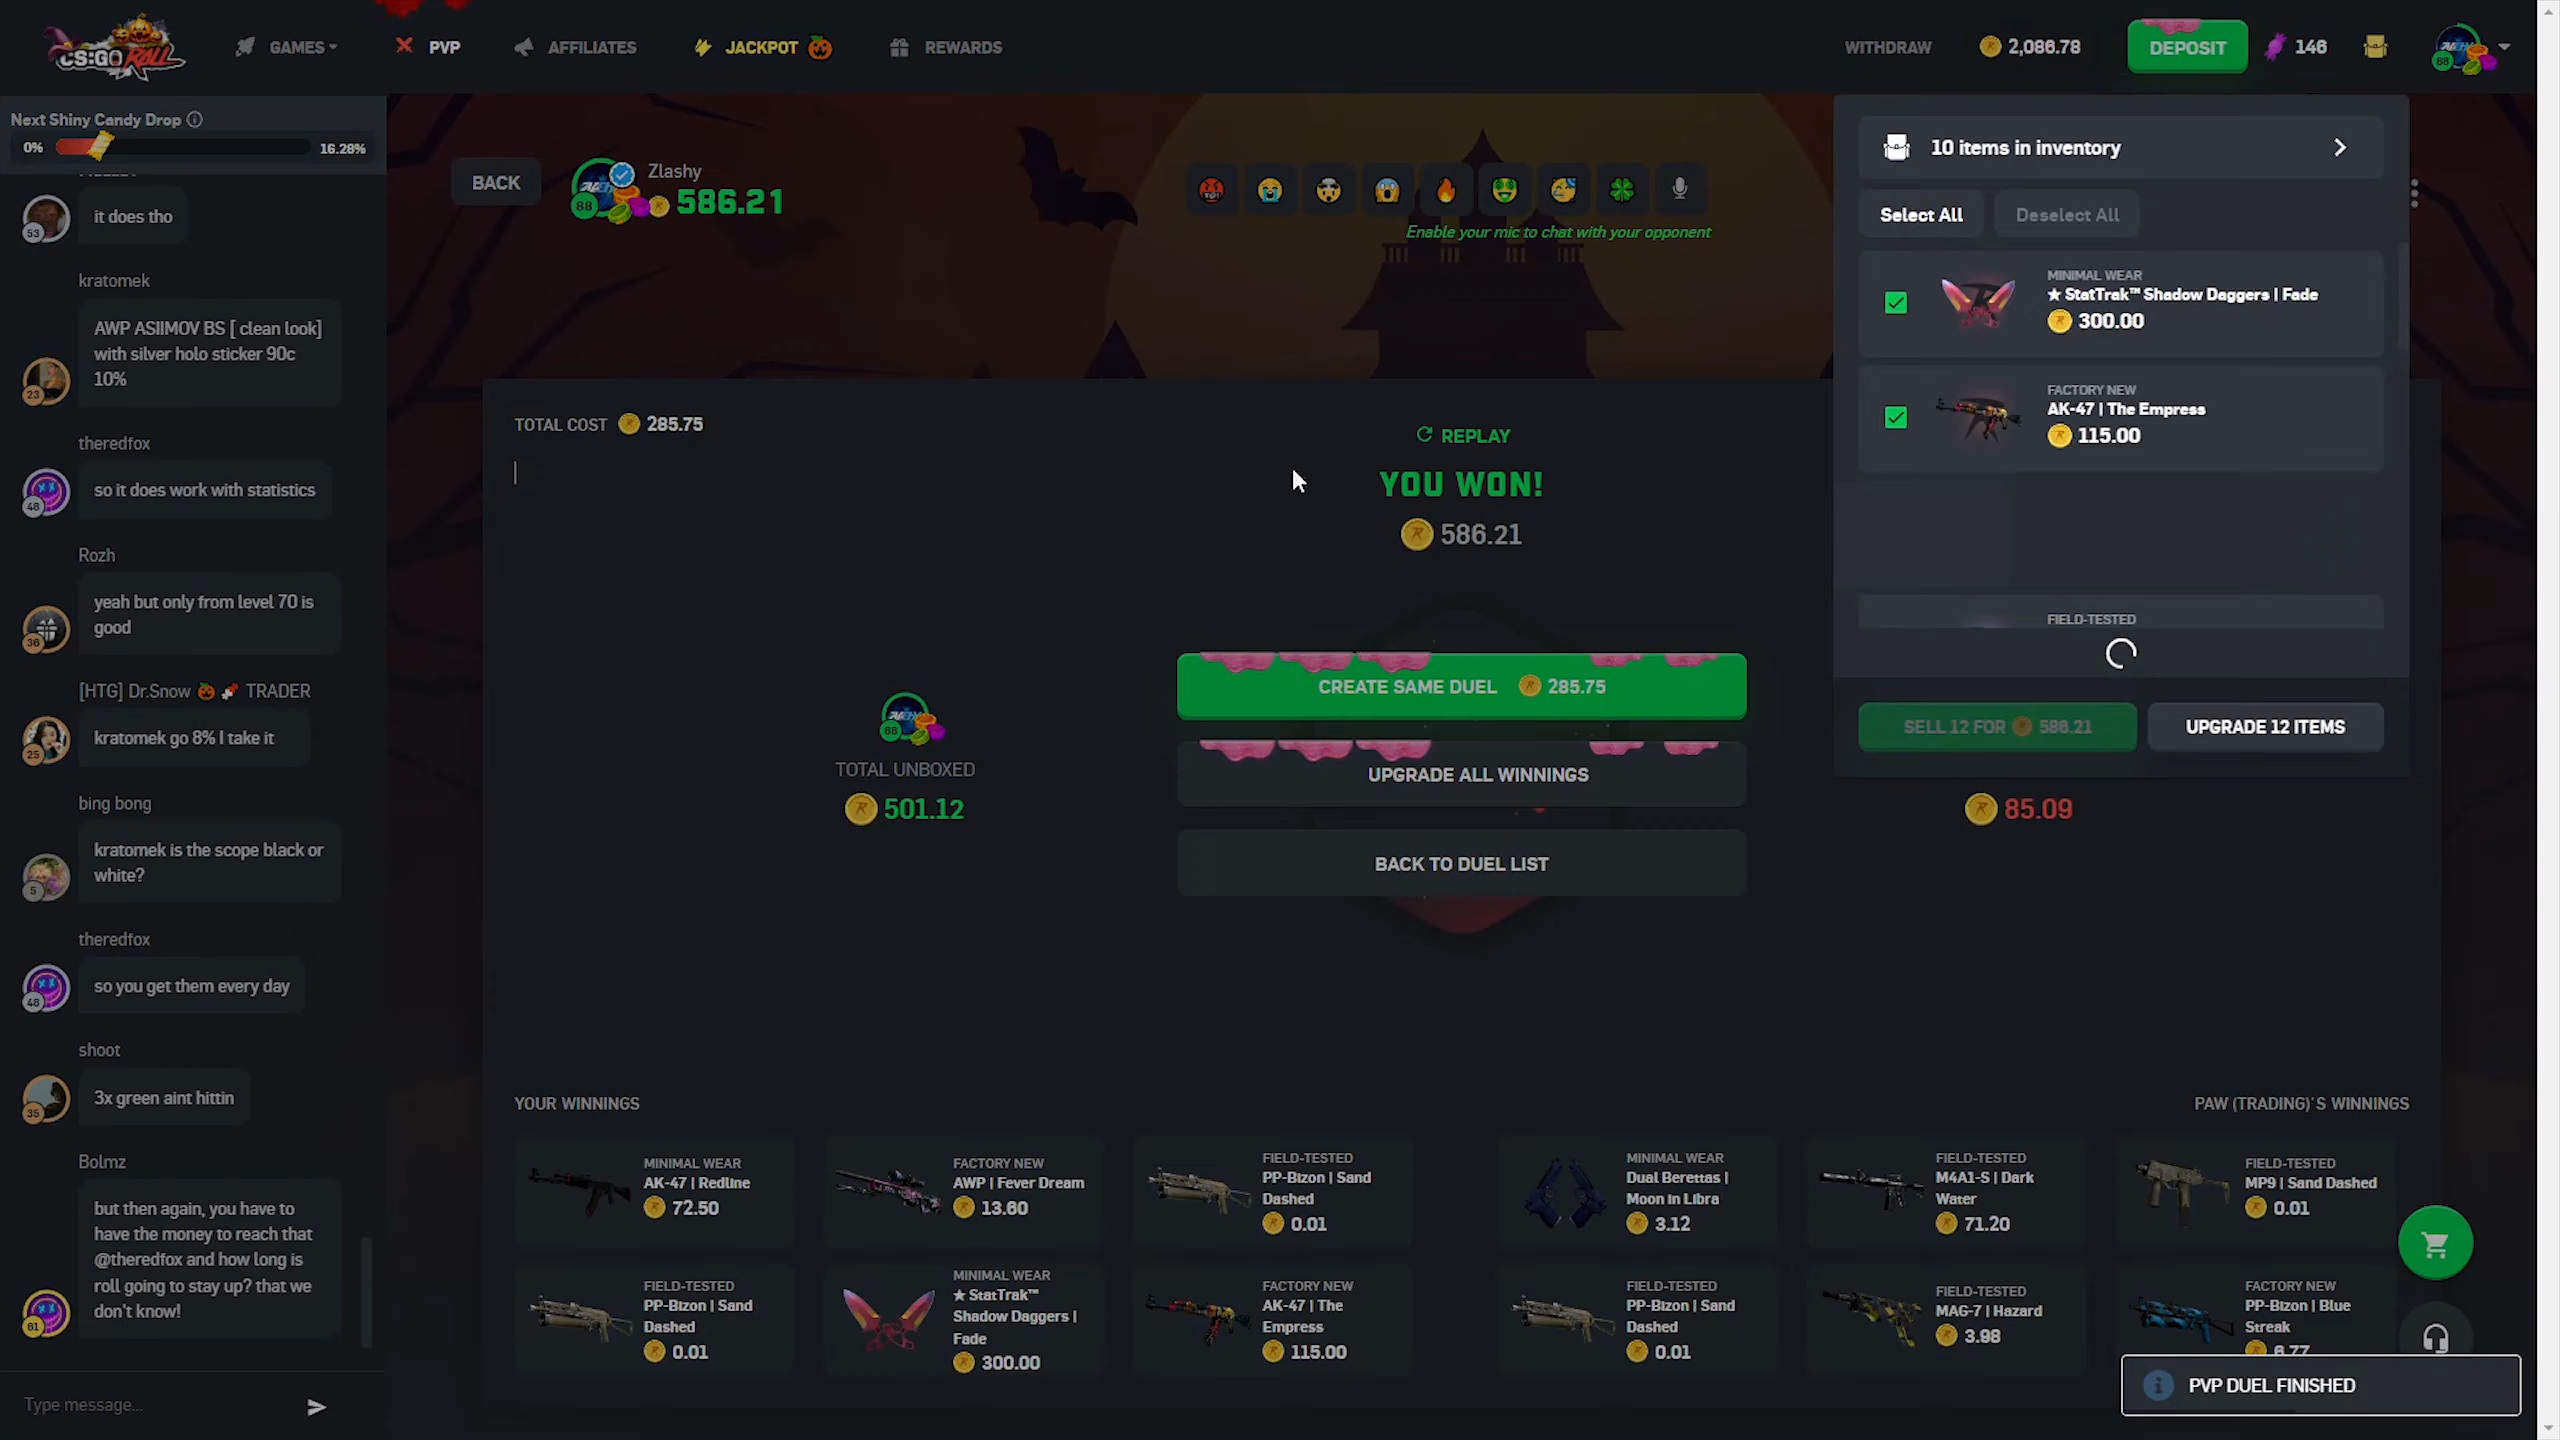 CS:GO ROLL
GAMES
PVP
AFFILIATES
JACKPOT
REWARDS
WITHDRAW
2,086.78
DEPOSIT
146
88
Next Shiny Candy Drop
0%
16.28%
it does tho
53
kratomek
AWP ASIIMOV BS [ clean look]
with silver holo sticker 90c
10%
23
theredfox
so it does work with statistics
48
Rozh
yeah but only from level 70 is
good
36
[HTG] Dr.Snow 🎃 🍬 TRADER
kratomek go 8% I take it
25
bing bong
kratomek is the scope black or
white?
5
theredfox
so you get them every day
48
shoot
3x green aint hittin
35
Bolmz
but then again, you have to
have the money to reach that
@theredfox and how long is
roll going to stay up? that we
don't know!
61
Type message...
BACK
88
Zlashy
586.21
Enable your mic to chat with your opponent
TOTAL COST 285.75
REPLAY
YOU WON!
586.21
CREATE SAME DUEL 285.75
UPGRADE ALL WINNINGS
BACK TO DUEL LIST
88
TOTAL UNBOXED
501.12
85.09
10 items in inventory
Select All
Deselect All
MINIMAL WEAR
★ StatTrak™ Shadow Daggers | Fade
300.00
FACTORY NEW
AK-47 | The Empress
115.00
FIELD-TESTED
SELL 12 FOR 586.21
UPGRADE 12 ITEMS
YOUR WINNINGS
MINIMAL WEAR
AK-47 | Redline
72.50
FACTORY NEW
AWP | Fever Dream
13.60
FIELD-TESTED
PP-Bizon | Sand
Dashed
0.01
FIELD-TESTED
PP-Bizon | Sand
Dashed
0.01
MINIMAL WEAR
★ StatTrak™
Shadow Daggers |
Fade
300.00
FACTORY NEW
AK-47 | The
Empress
115.00
PAW (TRADING)'S WINNINGS
MINIMAL WEAR
Dual Berettas |
Moon in Libra
3.12
FIELD-TESTED
M4A1-S | Dark
Water
71.20
FIELD-TESTED
MP9 | Sand Dashed
0.01
FIELD-TESTED
PP-Bizon | Sand
Dashed
0.01
FIELD-TESTED
MAG-7 | Hazard
3.98
FACTORY NEW
PP-Bizon | Blue
Streak
6.77
PVP DUEL FINISHED